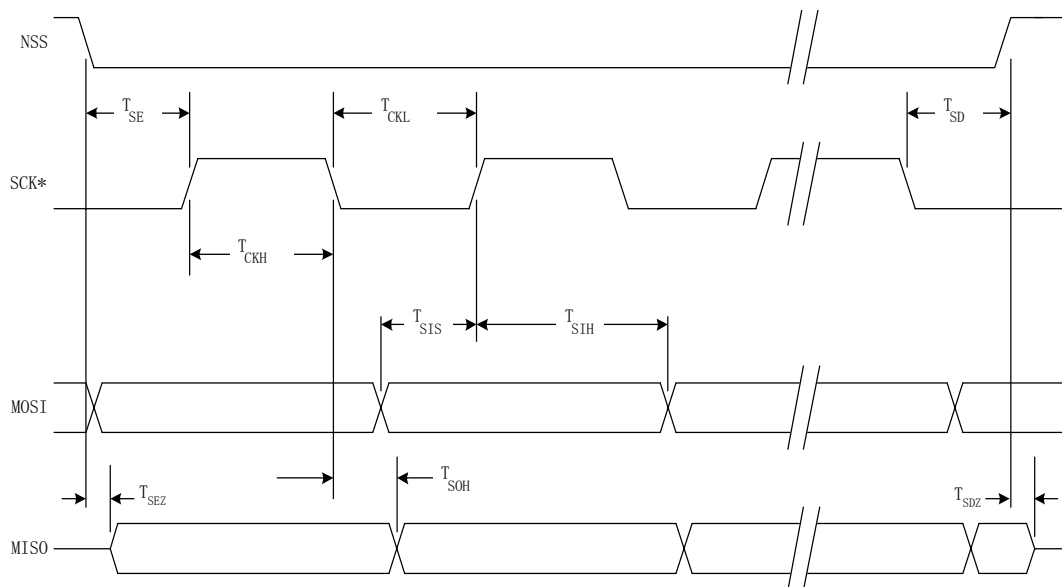 NSS
T_SE
T_CKL
T_SD
SCK*
T_CKH
T_SIS
T_SIH
MOSI
T_SOH
T_SEZ
T_SDZ
MISO